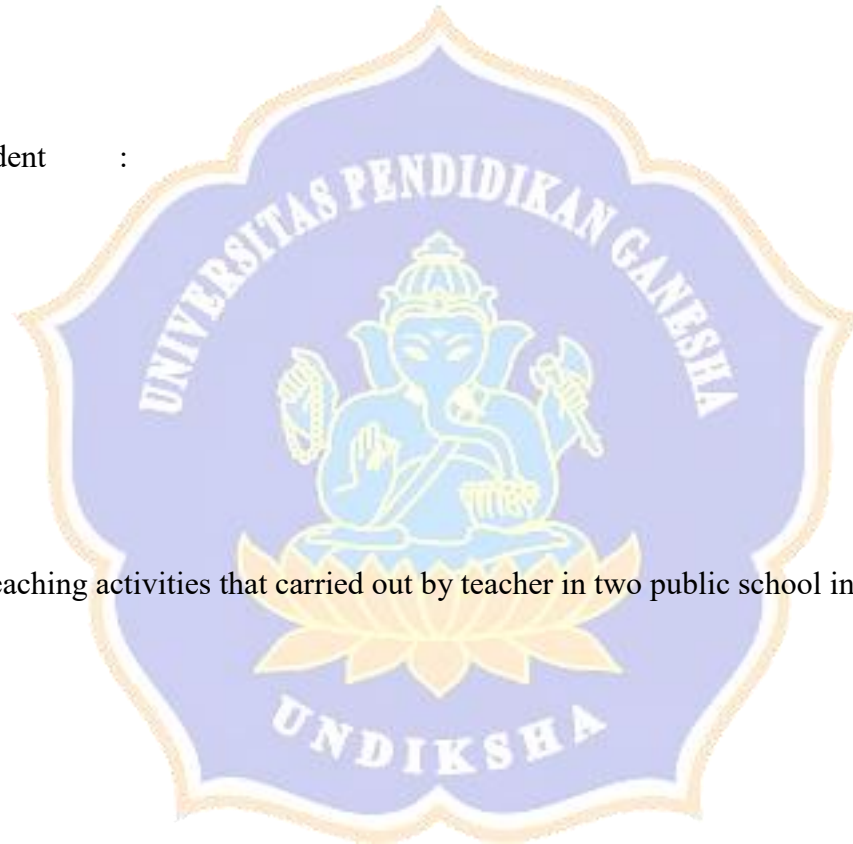 dent :
UNIVERSITAS PENDIDIKAN GANESHA
eaching activities that carried out by teacher in two public school in
UNDIKSHA